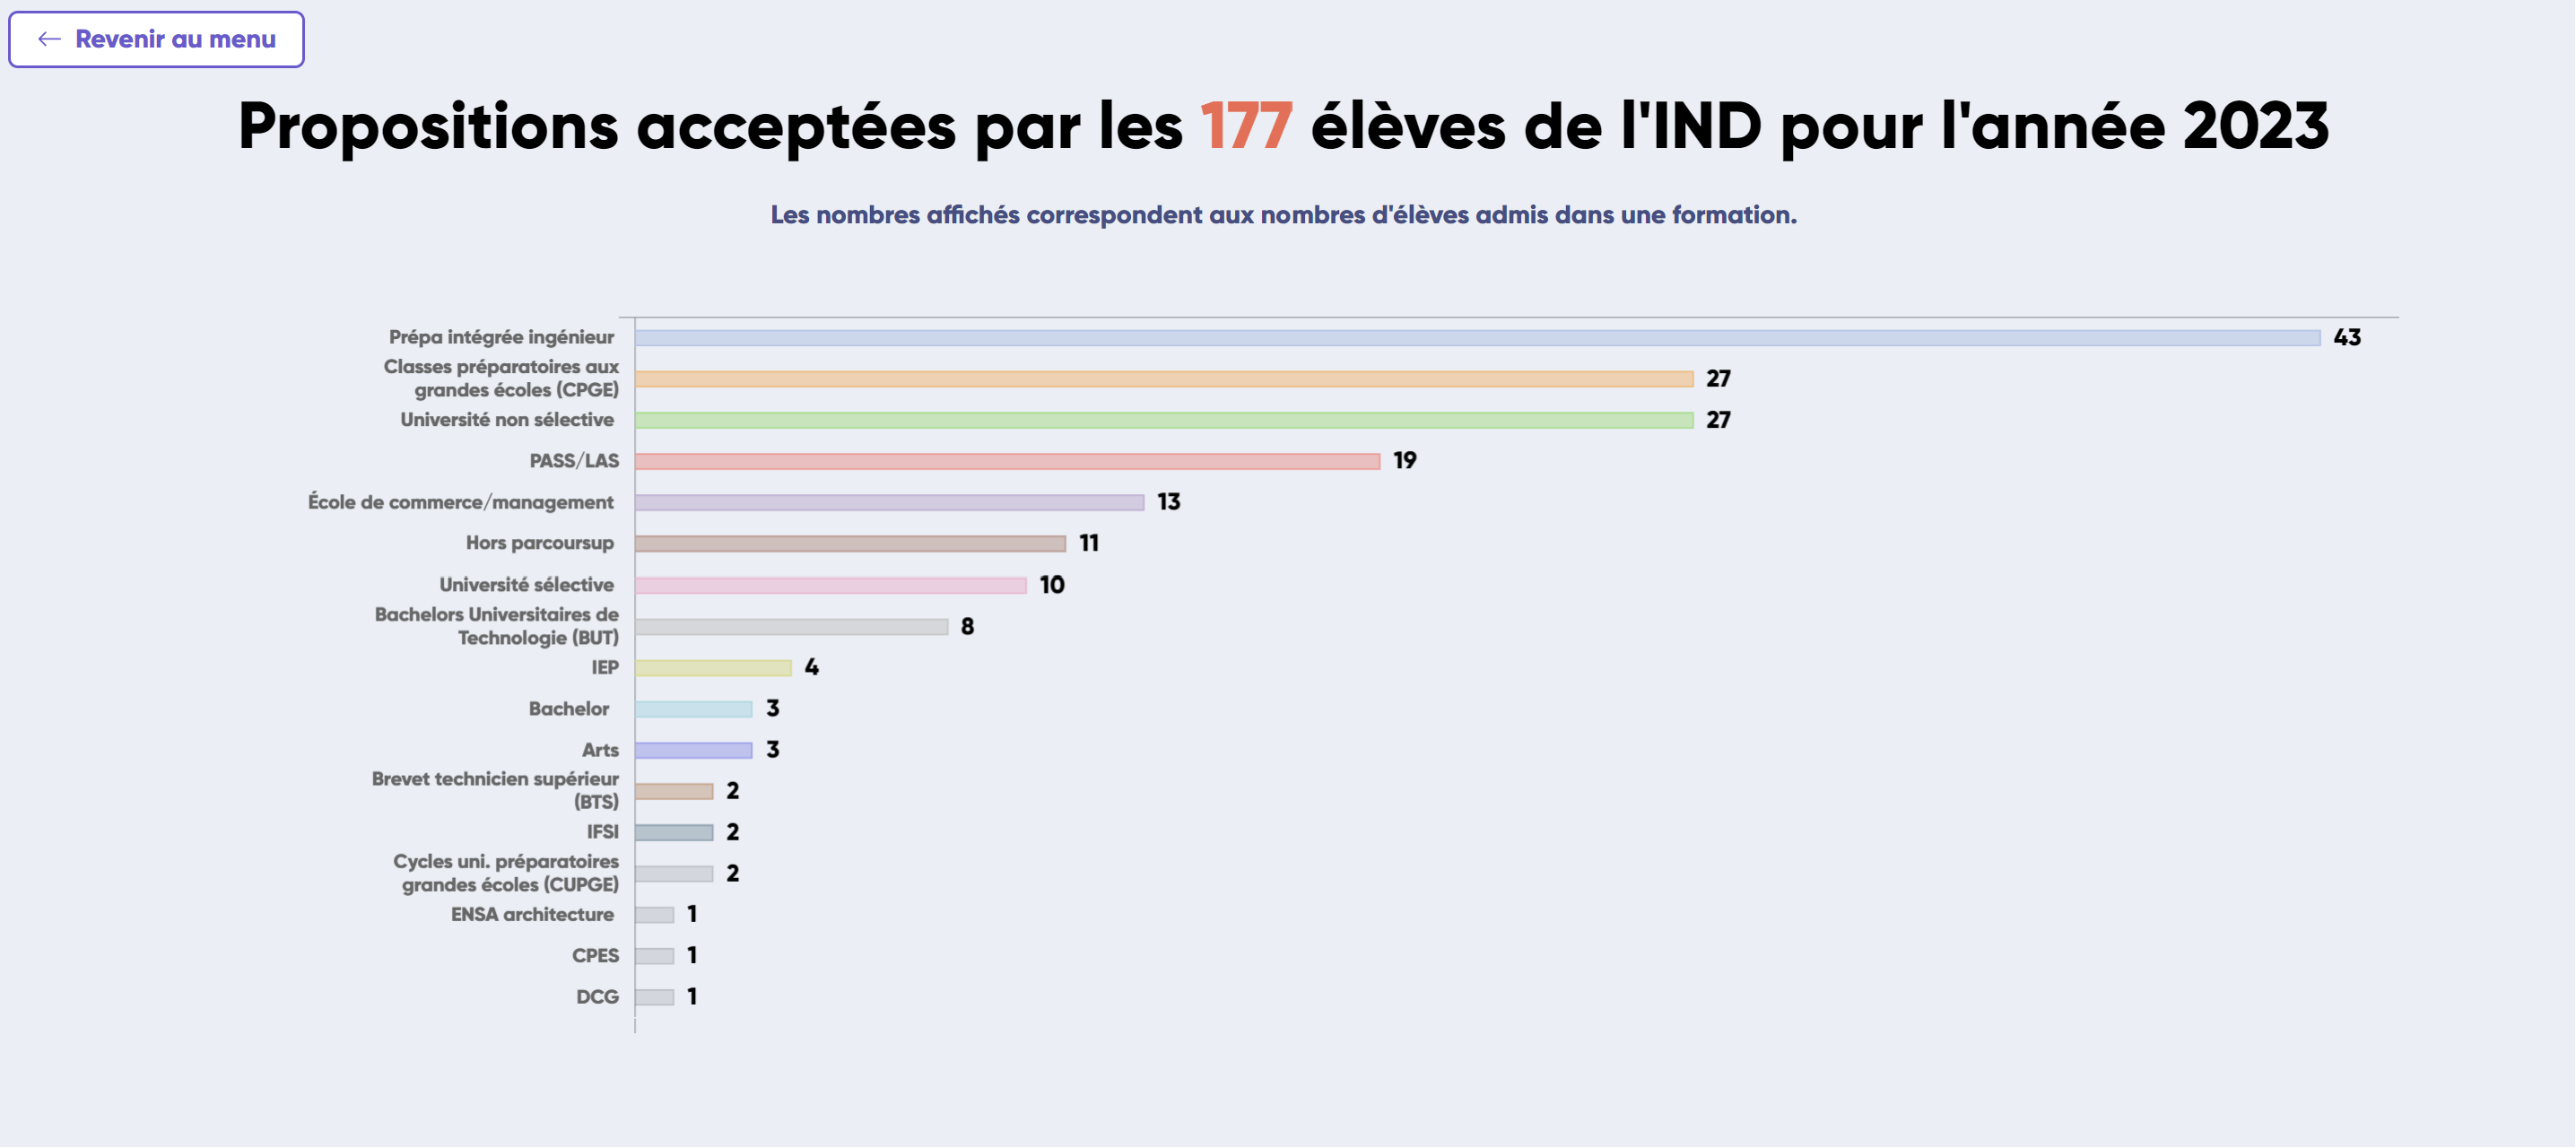 ← Revenir au menu
Propositions acceptées par les 177 élèves de l'IND pour l'année 2023
Les nombres affichés correspondent aux nombres d'élèves admis dans une formation.
Prépa intégrée ingénieur 43
Classes préparatoires aux
grandes écoles (CPGE) 27
Université non sélective 27
PASS/LAS 19
École de commerce/management 13
Hors parcoursup 11
Université sélective 10
Bachelors Universitaires de
Technologie (BUT) 8
IEP 4
Bachelor 3
Arts 3
Brevet technicien supérieur
(BTS) 2
IFSI 2
Cycles uni. préparatoires
grandes écoles (CUPGE) 2
ENSA architecture 1
CPES 1
DCG 1